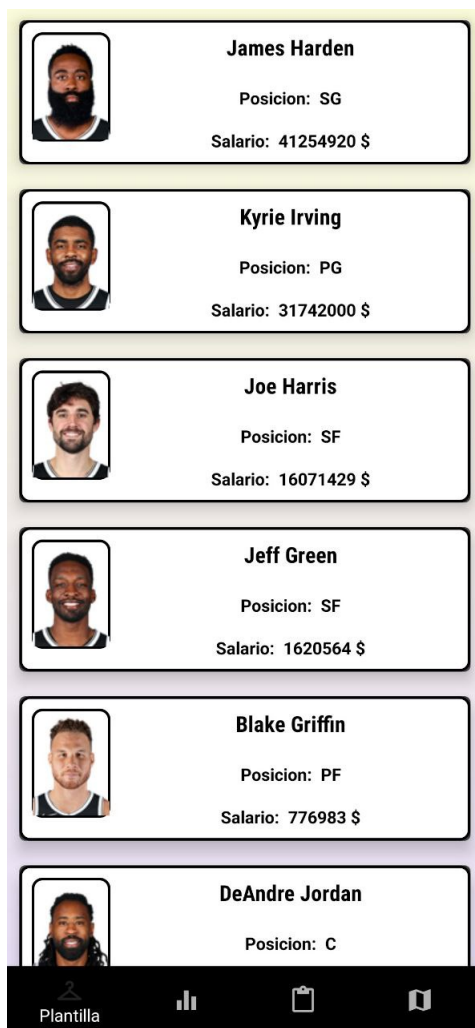 James Harden
Posicion: SG
Salario: 41254920 $
Kyrie Irving
Posicion: PG
Salario: 31742000 $
Joe Harris
Posicion: SF
Salario: 16071429 $
Jeff Green
Posicion: SF
Salario: 1620564 $
Blake Griffin
Posicion: PF
Salario: 776983 $
DeAndre Jordan
Posicion: C
Plantilla